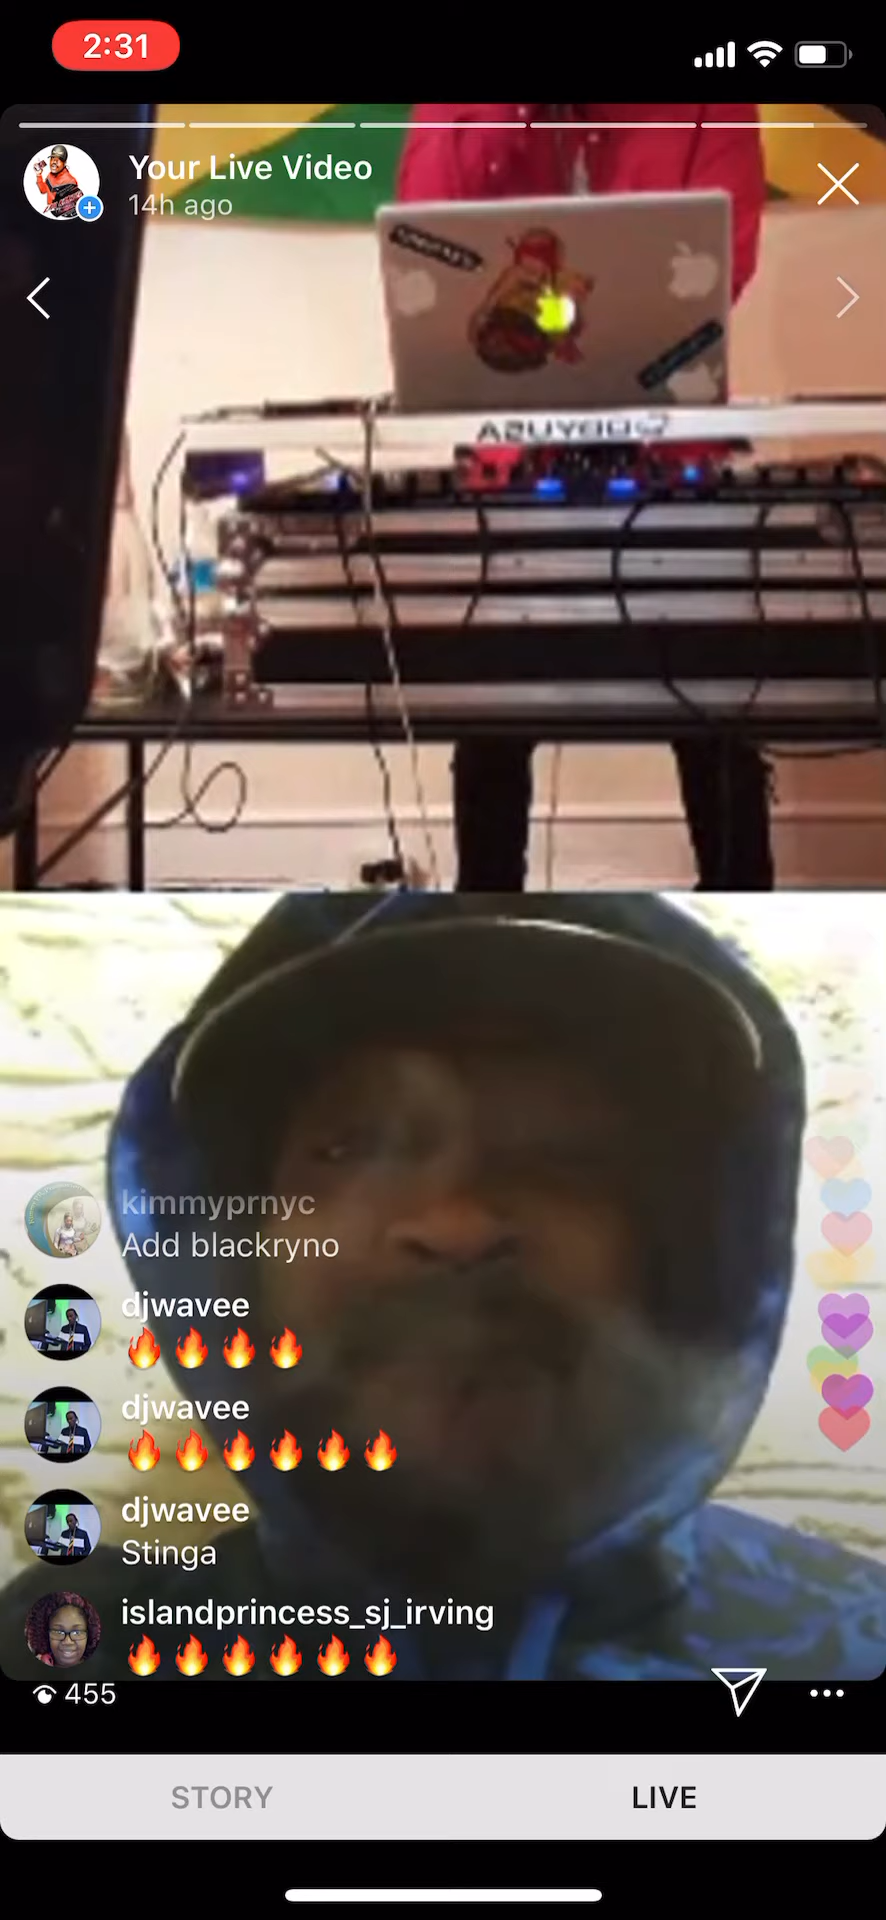 2:31
Your Live Video
14h ago
kimmyprnyc
Add blackryno
djwavee
🔥🔥🔥🔥
djwavee
🔥🔥🔥🔥🔥🔥
djwavee
Stinga
islandprincess_sj_irving
🔥🔥🔥🔥🔥🔥
455
STORY
LIVE